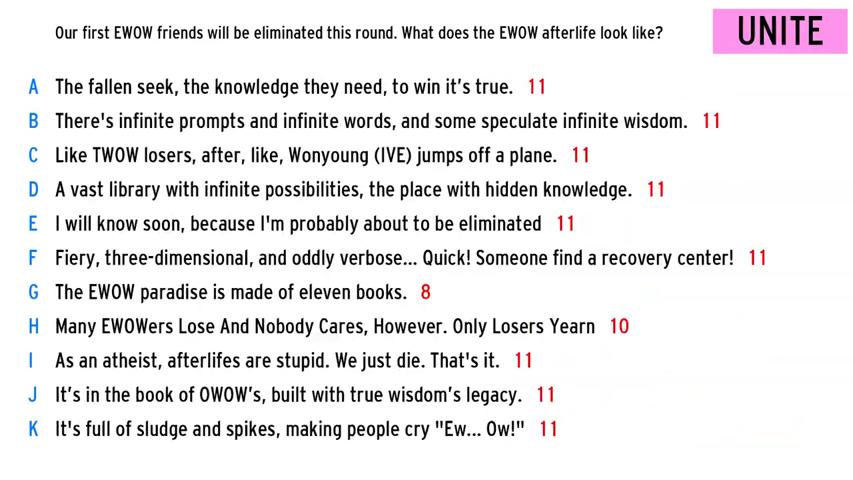 Our first EWOW friends will be eliminated this round. What does the EWOW afterlife look like?
UNITE
A The fallen seek, the knowledge they need, to win it’s true. 11
B There's infinite prompts and infinite words, and some speculate infinite wisdom. 11
C Like TWOW losers, after, like, Wonyoung (IVE) jumps off a plane. 11
D A vast library with infinite possibilities, the place with hidden knowledge. 11
E I will know soon, because I'm probably about to be eliminated 11
F Fiery, three-dimensional, and oddly verbose... Quick! Someone find a recovery center! 11
G The EWOW paradise is made of eleven books. 8
H Many EWOWers Lose And Nobody Cares, However. Only Losers Yearn 10
I As an atheist, afterlifes are stupid. We just die. That's it. 11
J It’s in the book of OWOW’s, built with true wisdom’s legacy. 11
K It's full of sludge and spikes, making people cry "Ew... Ow!" 11